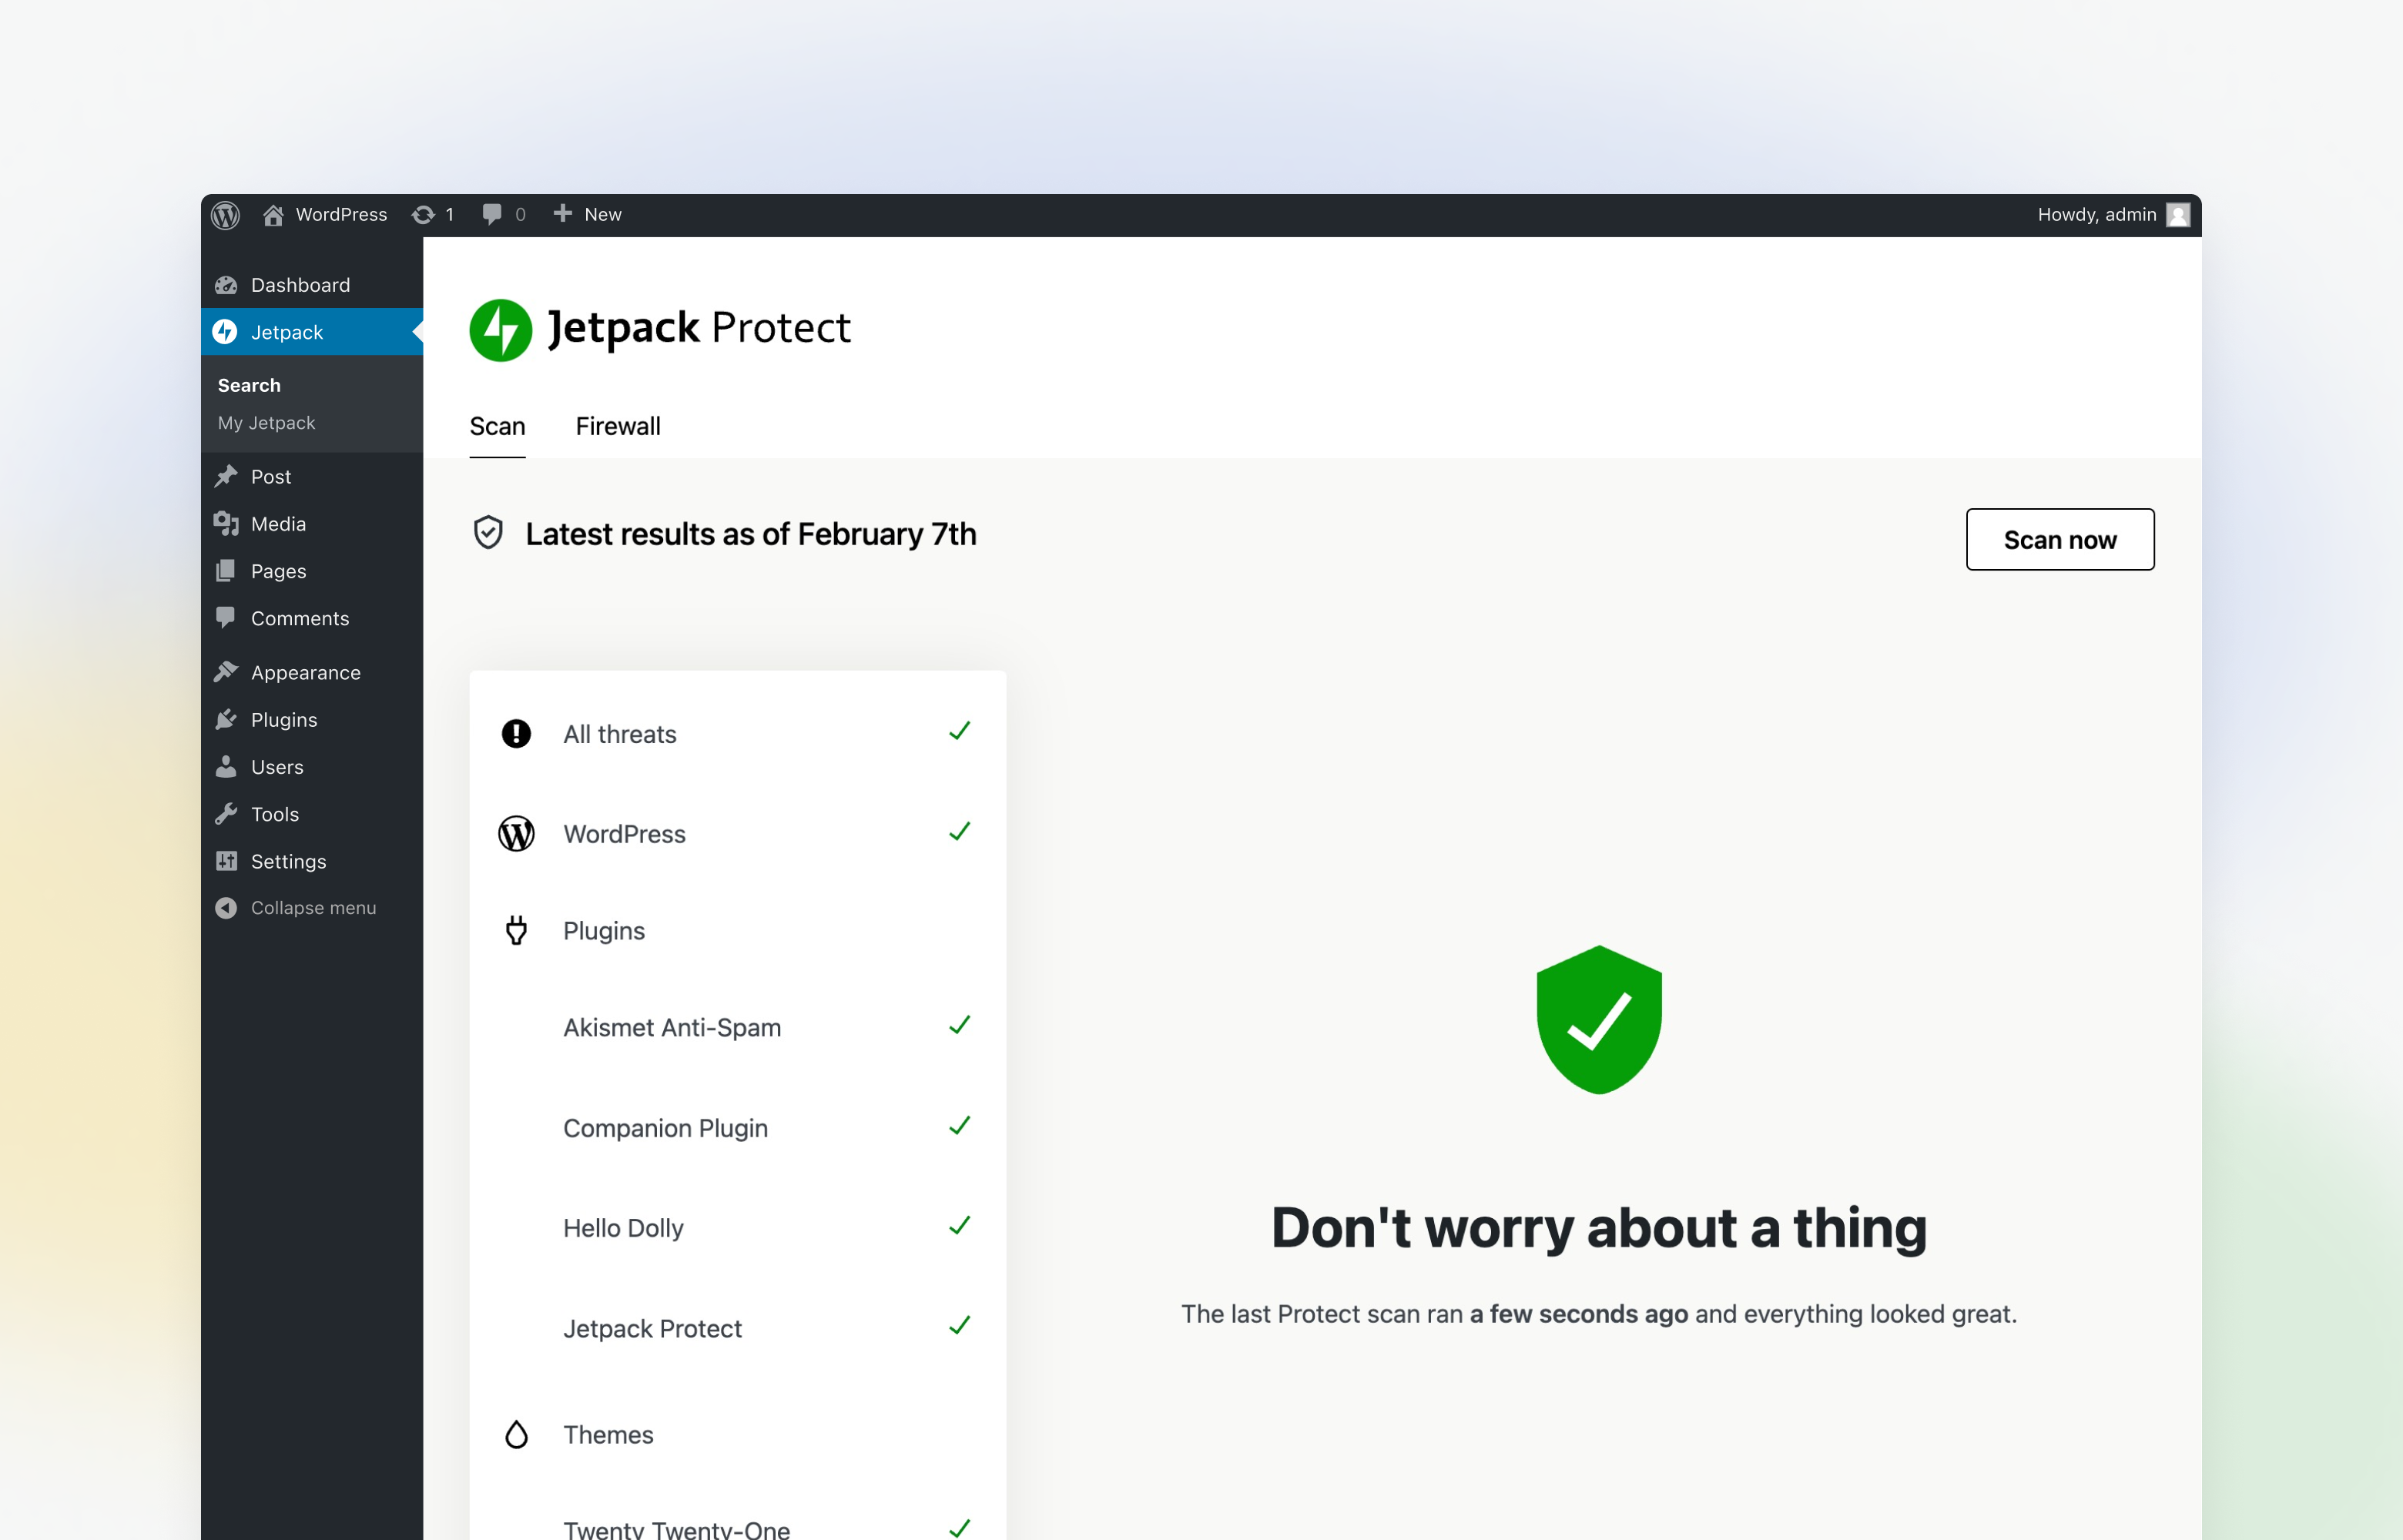 WordPress 1 0 New Howdy, admin
Dashboard
Jetpack
Search
My Jetpack
Post
Media
Pages
Comments
Appearance
Plugins
Users
Tools
Settings
Collapse menu
Jetpack Protect
Scan Firewall
Latest results as of February 7th
Scan now
All threats
WordPress
Plugins
Akismet Anti-Spam
Companion Plugin
Hello Dolly
Jetpack Protect
Themes
Twenty Twenty-One
Don't worry about a thing
The last Protect scan ran a few seconds ago and everything looked great.